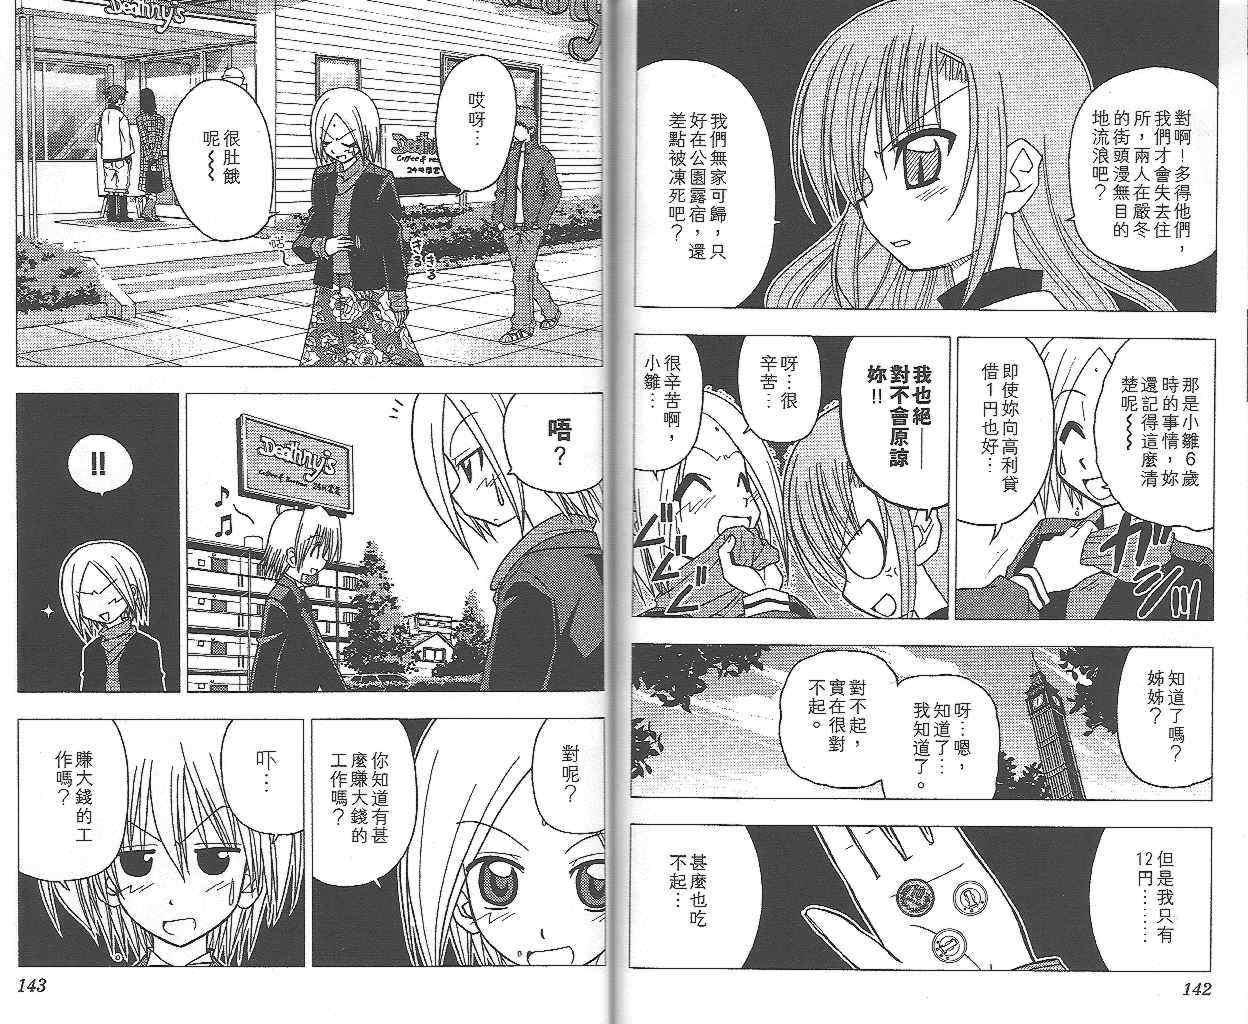 對啊！多得他們，
我們才會失去住
所，兩人在嚴冬
的街頭漫無目的
地流浪吧？
我們無家可歸，只
好在公園露宿，還
差點被凍死吧？
那是小雛６歲
時的事情，妳
還記得這麼清
楚呢～～
即使妳向高利貸
借１円也好…
我也絕——
對不會原諒
妳!!
呀…很
辛苦…
很辛苦啊，
小雛…
知道了嗎？
姊姊？
呀…嗯，
知道了…
我知道了。
對不起，
實在很對
不起。
但是我只有
12円………
甚麼也吃
不起…
142
Deahny's
哎呀…
很肚餓
呢～～
Coffee & res
唔？
Deahny's
!!
對呢？
你知道有甚
麼賺大錢的
工作嗎？
吓…
賺大錢的工
作嗎？
143